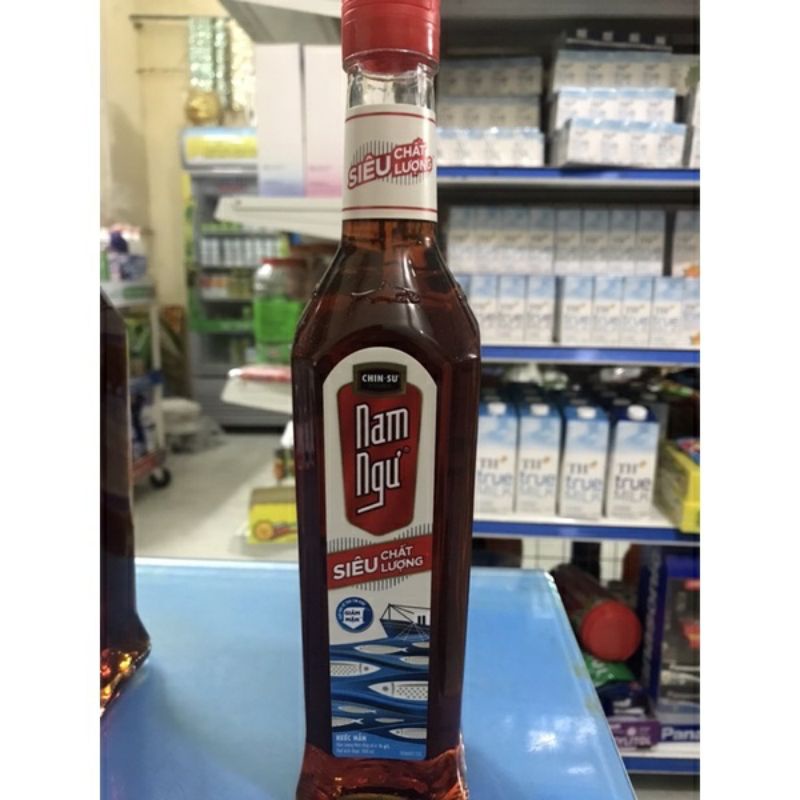 SIÊU CHẤT
LƯỢNG
CHIN-SU
Nam
Ngư
SIÊU CHẤT
LƯỢNG
GIẢM
MẶN
NƯỚC MẮM
TH
true
MILK
TH
true
MILK
TH
true
MILK
Pana